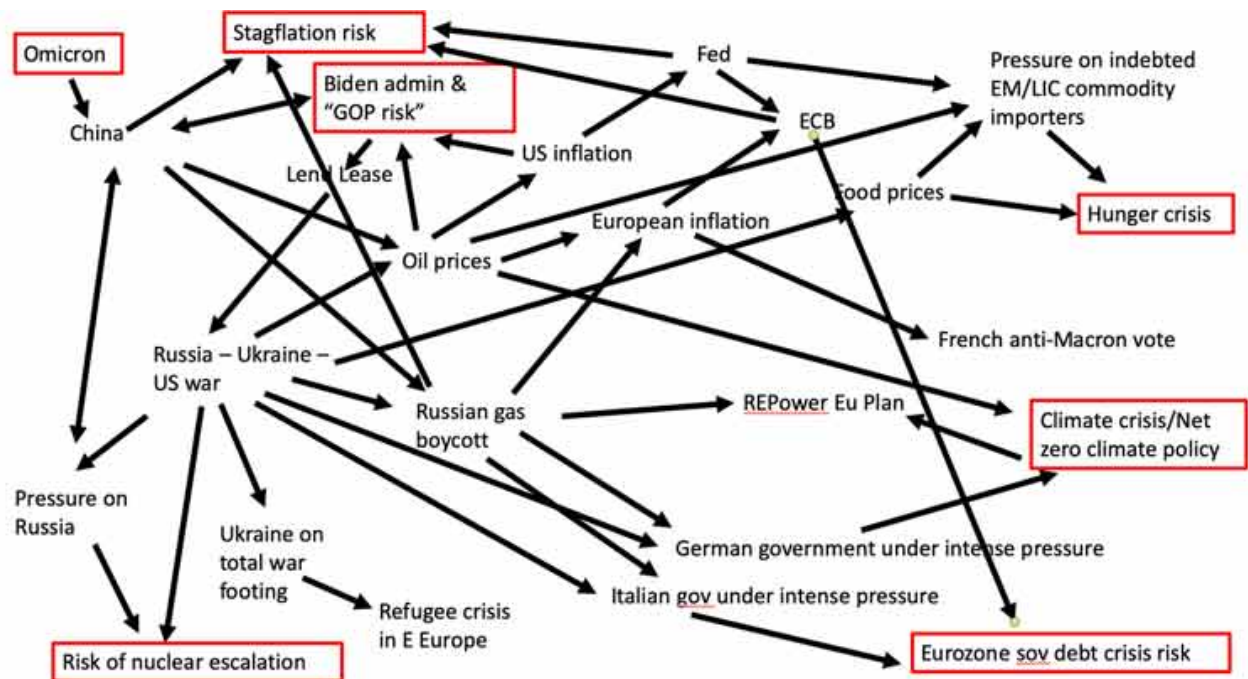 Omicron
Stagflation risk
Fed
Pressure on indebted
EM/LIC commodity
importers
Biden admin &
“GOP risk”
China
ECB
US inflation
Lend Lease
Food prices
Hunger crisis
European inflation
Oil prices
French anti-Macron vote
Russia – Ukraine –
US war
Russian gas
boycott
REPower Eu Plan
Climate crisis/Net
zero climate policy
Pressure on
Russia
Ukraine on
total war
footing
German government under intense pressure
Italian gov under intense pressure
Refugee crisis
in E Europe
Risk of nuclear escalation
Eurozone sov debt crisis risk